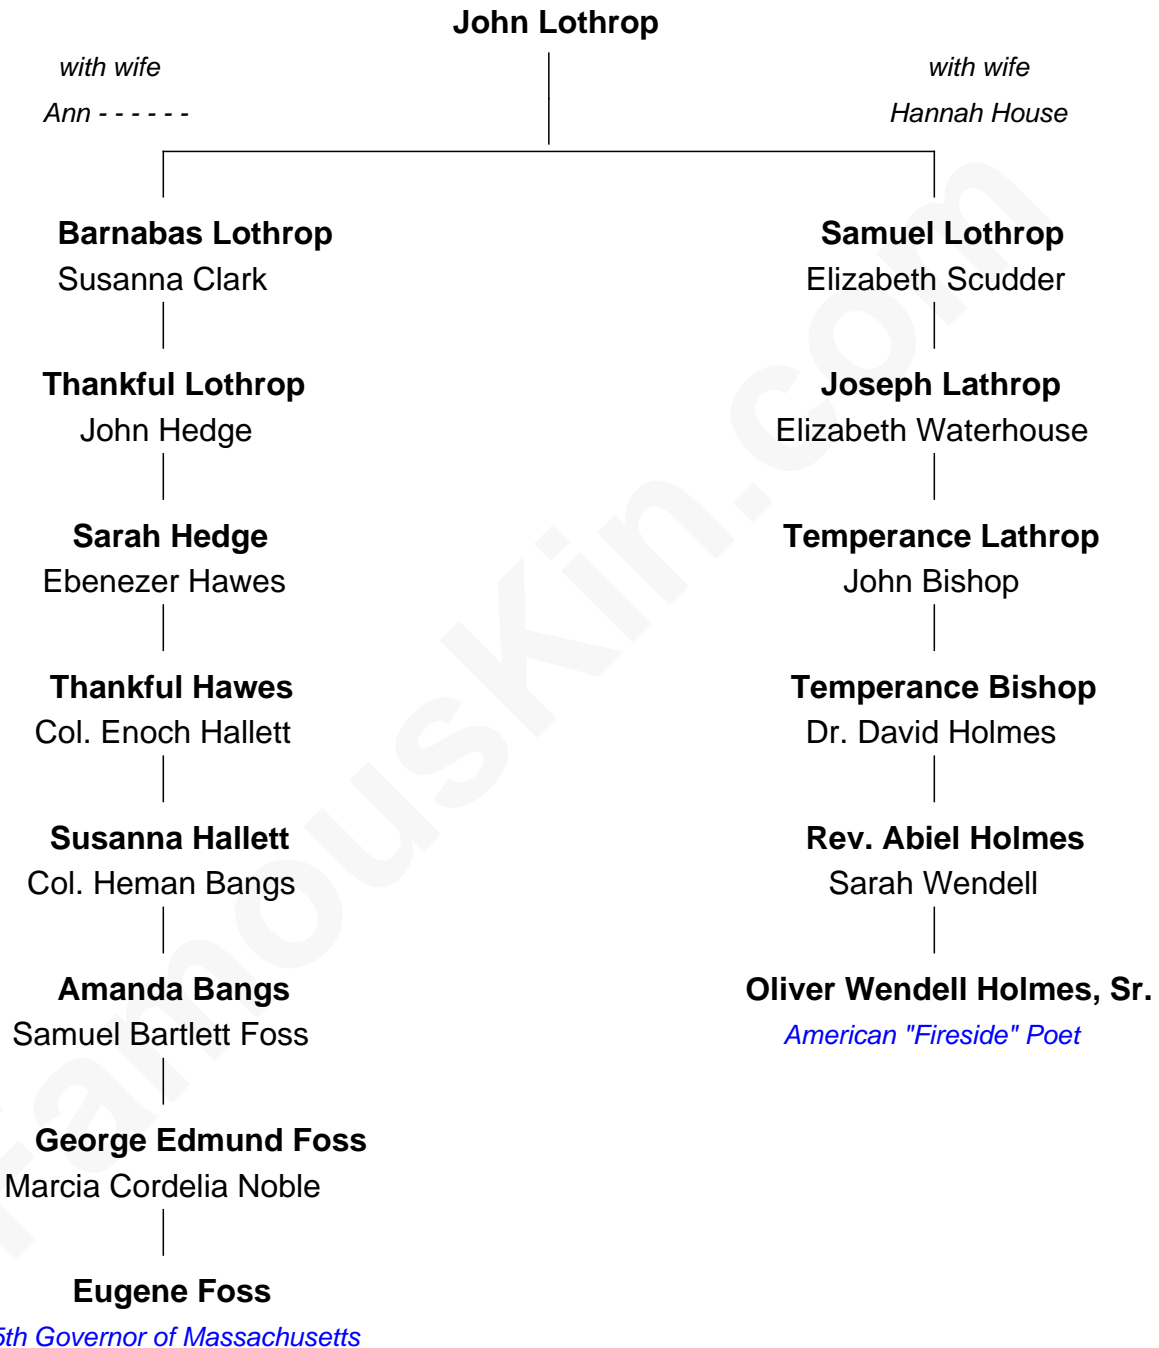 John Lothrop
with wife
Ann - - - - - -
with wife
Hannah House
Barnabas Lothrop
Susanna Clark
Thankful Lothrop
John Hedge
Sarah Hedge
Ebenezer Hawes
Thankful Hawes
Col. Enoch Hallett
Susanna Hallett
Col. Heman Bangs
Amanda Bangs
Samuel Bartlett Foss
George Edmund Foss
Marcia Cordelia Noble
Eugene Foss
5th Governor of Massachusetts
Samuel Lothrop
Elizabeth Scudder
Joseph Lathrop
Elizabeth Waterhouse
Temperance Lathrop
John Bishop
Temperance Bishop
Dr. David Holmes
Rev. Abiel Holmes
Sarah Wendell
Oliver Wendell Holmes, Sr.
American "Fireside" Poet
FamousKin.com